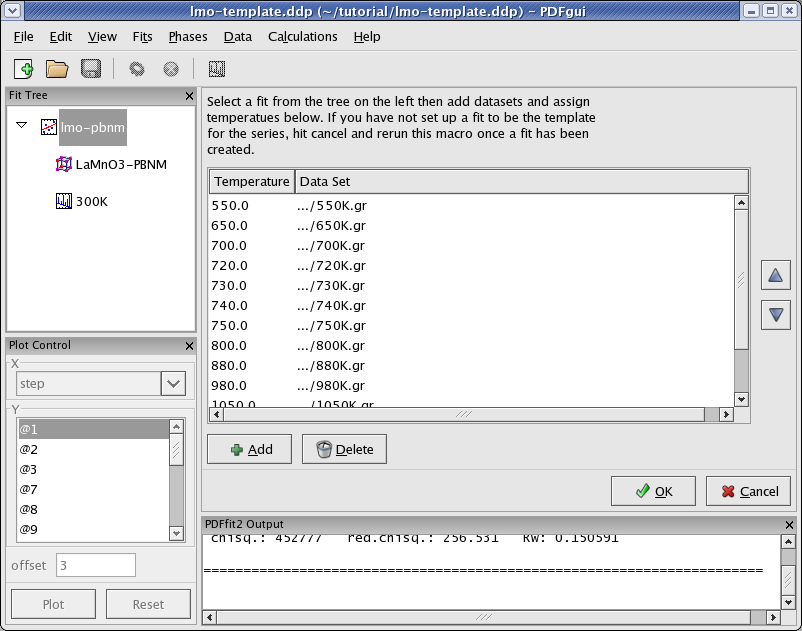 lmo-template.ddp (~/tutorial/lmo-template.ddp) - PDFgui
File Edit View Fits Phases Data Calculations Help
Fit Tree
lmo-pbnm
LaMnO3-PBNM
300K
Plot Control
X
step
Y
@1
@2
@3
@7
@8
@9
offset 3
Plot Reset
Select a fit from the tree on the left then add datasets and assign
temperatues below. If you have not set up a fit to be the template
for the series, hit cancel and rerun this macro once a fit has been
created.
Temperature Data Set
550.0 .../550K.gr
650.0 .../650K.gr
700.0 .../700K.gr
720.0 .../720K.gr
730.0 .../730K.gr
740.0 .../740K.gr
750.0 .../750K.gr
800.0 .../800K.gr
880.0 .../880K.gr
980.0 .../980K.gr
1050.0 .../1050K.gr
Add Delete
OK Cancel
PDFfit2 Output
chisq.: 452777 red.chisq.: 256.531 Rw: 0.150591
======================================================================